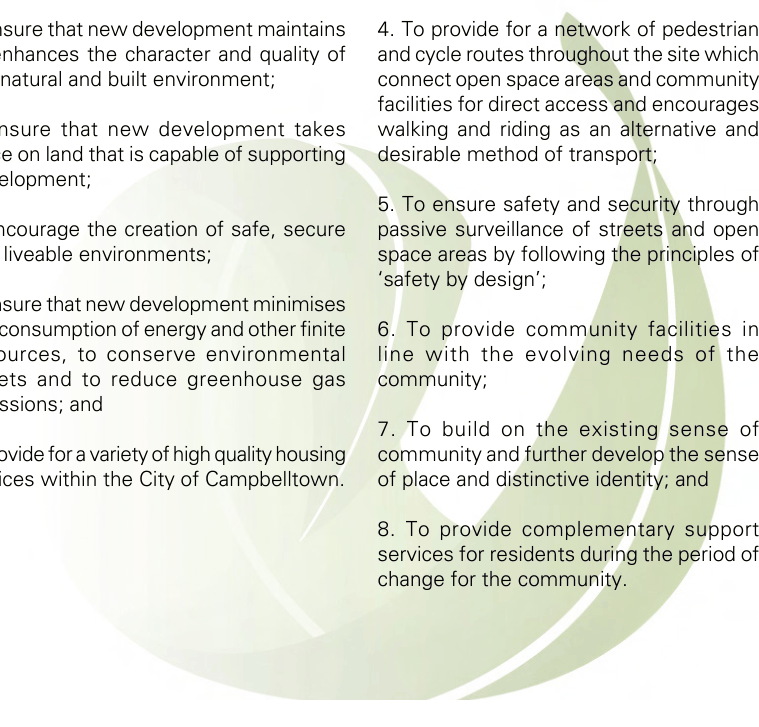 nsure that new development maintains
enhances the character and quality of
natural and built environment;
nsure that new development takes
e on land that is capable of supporting
elopment;
ncourage the creation of safe, secure
liveable environments;
nsure that new development minimises
consumption of energy and other finite
ources, to conserve environmental
ets and to reduce greenhouse gas
ssions; and
ovide for a variety of high quality housing
ices within the City of Campbelltown.
4. To provide for a network of pedestrian
and cycle routes throughout the site which
connect open space areas and community
facilities for direct access and encourages
walking and riding as an alternative and
desirable method of transport;
5. To ensure safety and security through
passive surveillance of streets and open
space areas by following the principles of
‘safety by design’;
6. To provide community facilities in
line with the evolving needs of the
community;
7. To build on the existing sense of
community and further develop the sense
of place and distinctive identity; and
8. To provide complementary support
services for residents during the period of
change for the community.